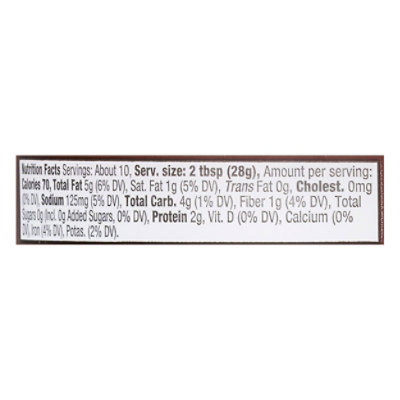 Nutrition Facts Servings: About 10, Serv. size: 2 tbsp (28g), Amount per serving:
Calories 70, Total Fat 5g (6% DV), Sat. Fat 1g (5% DV), Trans Fat 0g, Cholest. 0mg
(0% DV), Sodium 125mg (5% DV), Total Carb. 4g (1% DV), Fiber 1g (4% DV), Total
Sugars 0g (Incl. 0g Added Sugars, 0% DV), Protein 2g, Vit. D (0% DV), Calcium (0%
DV), Iron (4% DV), Potas. (2% DV).